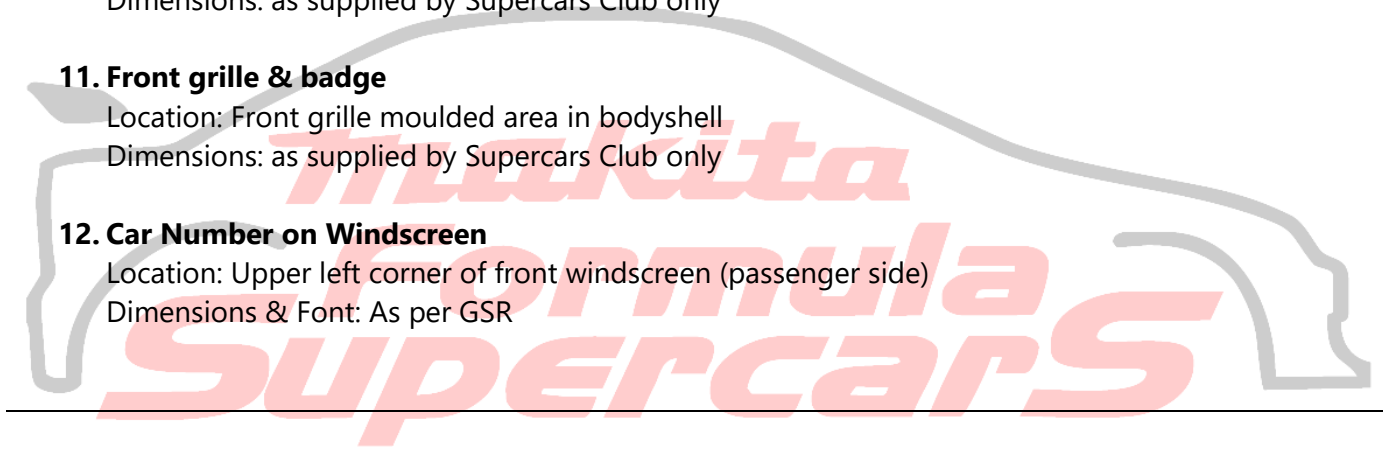 Dimensions: as supplied by Supercars Club only
11. Front grille & badge
Location: Front grille moulded area in bodyshell
Dimensions: as supplied by Supercars Club only
12. Car Number on Windscreen
Location: Upper left corner of front windscreen (passenger side)
Dimensions & Font: As per GSR
makita
Formula
Supercars